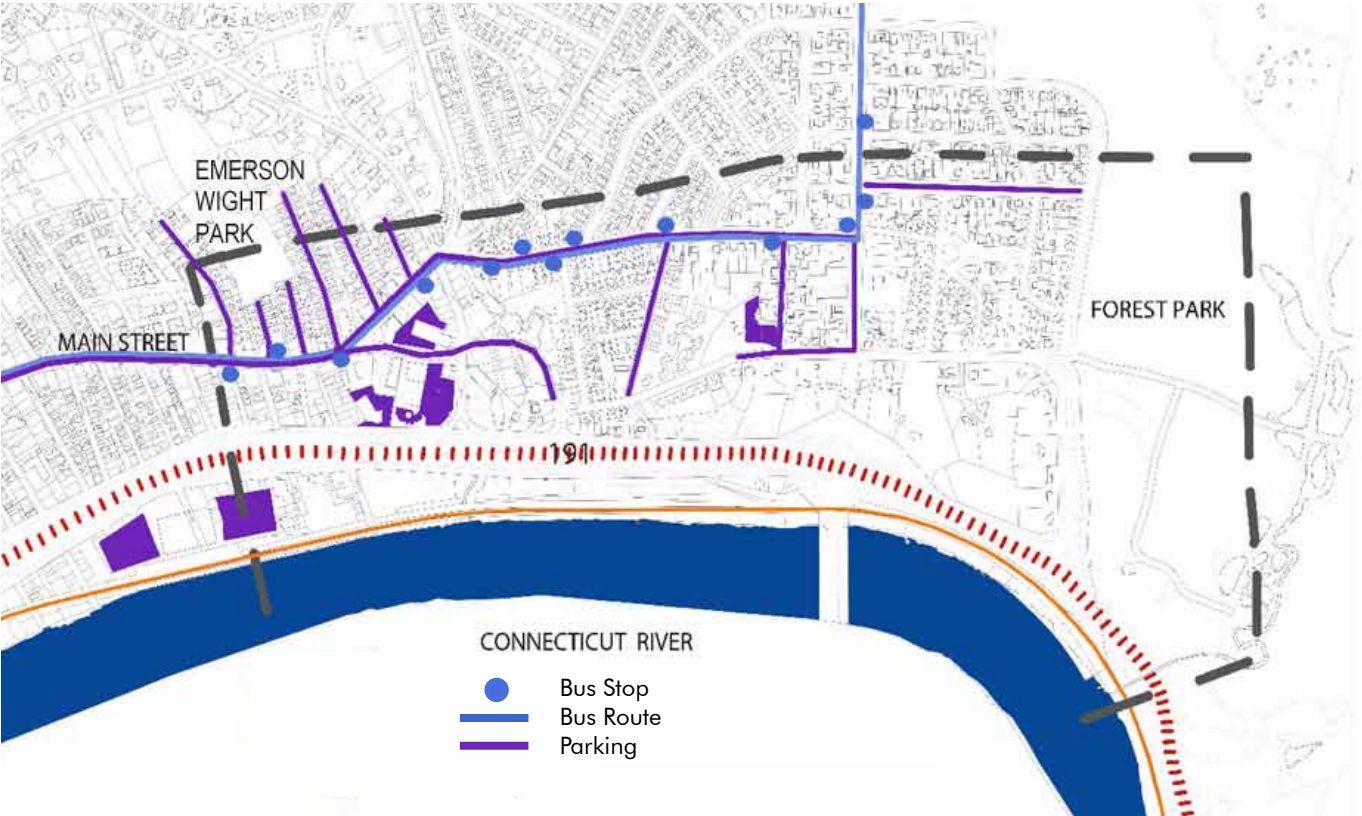 EMERSON
WIGHT
PARK
MAIN STREET
FOREST PARK
191
CONNECTICUT RIVER
Bus Stop
Bus Route
Parking